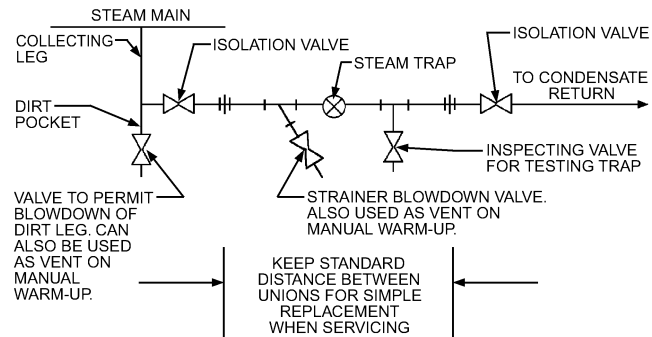 STEAM MAIN
COLLECTING
LEG
ISOLATION VALVE
STEAM TRAP
ISOLATION VALVE
TO CONDENSATE
RETURN
DIRT
POCKET
VALVE TO PERMIT
BLOWDOWN OF
DIRT LEG. CAN
ALSO BE USED
AS VENT ON
MANUAL
WARM-UP.
STRAINER BLOWDOWN VALVE.
ALSO USED AS VENT ON
MANUAL WARM-UP.
INSPECTING VALVE
FOR TESTING TRAP
KEEP STANDARD
DISTANCE BETWEEN
UNIONS FOR SIMPLE
REPLACEMENT
WHEN SERVICING